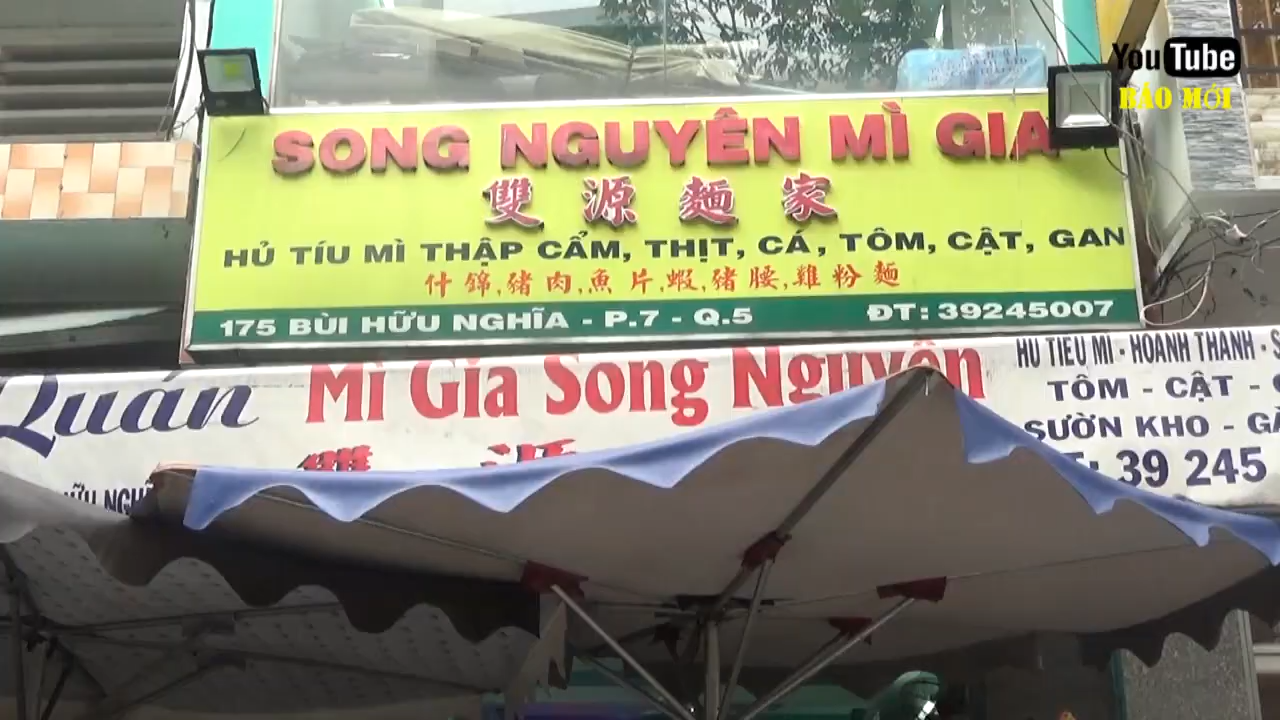 YouTube
BÁO MỚI
SONG NGUYÊN MÌ GIA
雙源麵家
HỦ TÍU MÌ THẬP CẨM, THỊT, CÁ, TÔM, CẬT, GAN
什錦,豬肉,魚片,蝦,豬腰,雞粉麵
175 BÙI HỮU NGHĨA - P.7 - Q.5 ĐT: 39245007
Quán Mì Gia Song Nguyên
雙源
HỦ TIẾU MÌ - HOÀNH THÁNH -
TÔM - CẬT -
SƯỜN KHO -
39 245